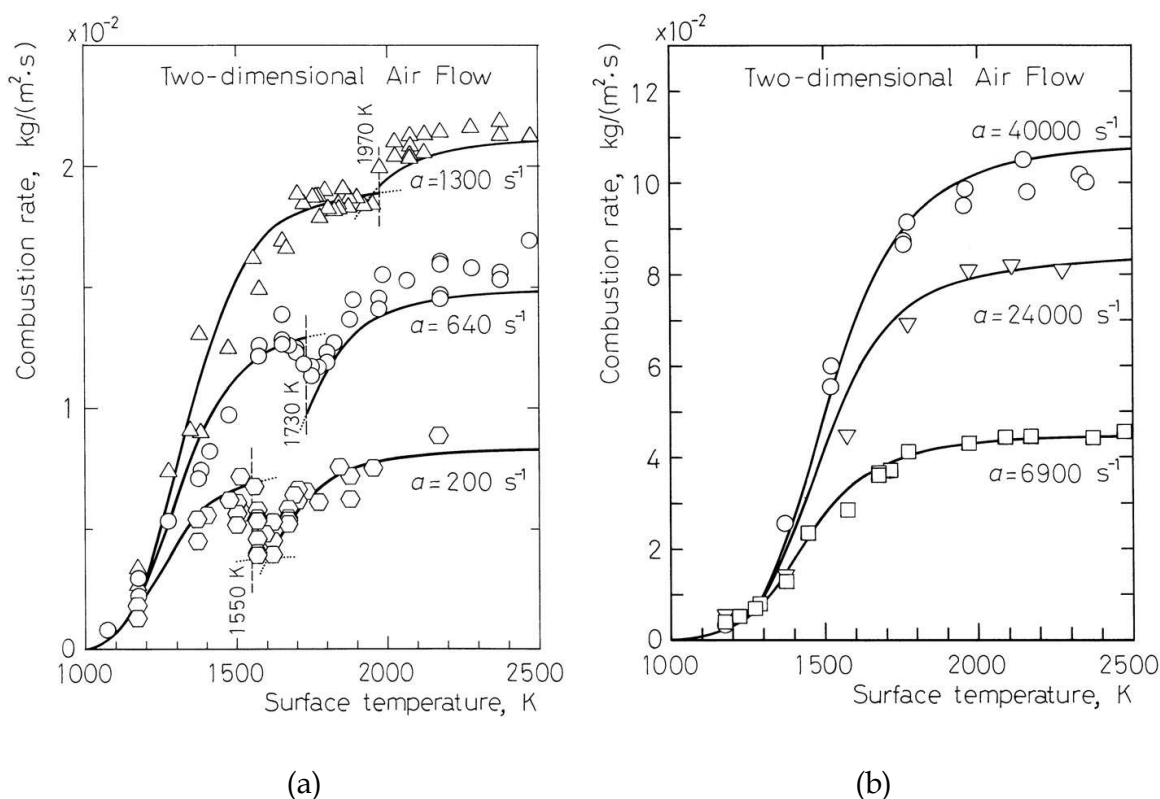 ×10⁻²
Two-dimensional Air Flow
Combustion rate, kg/(m²·s)
2
1
0
1970 K
a=1300 s⁻¹
a=640 s⁻¹
1730 K
a=200 s⁻¹
1550 K
1000 1500 2000 2500
Surface temperature, K
(a)
×10⁻²
Two-dimensional Air Flow
Combustion rate, kg/(m²·s)
12
10
8
6
4
2
0
a=40000 s⁻¹
a=24000 s⁻¹
a=6900 s⁻¹
1000 1500 2000 2500
Surface temperature, K
(b)